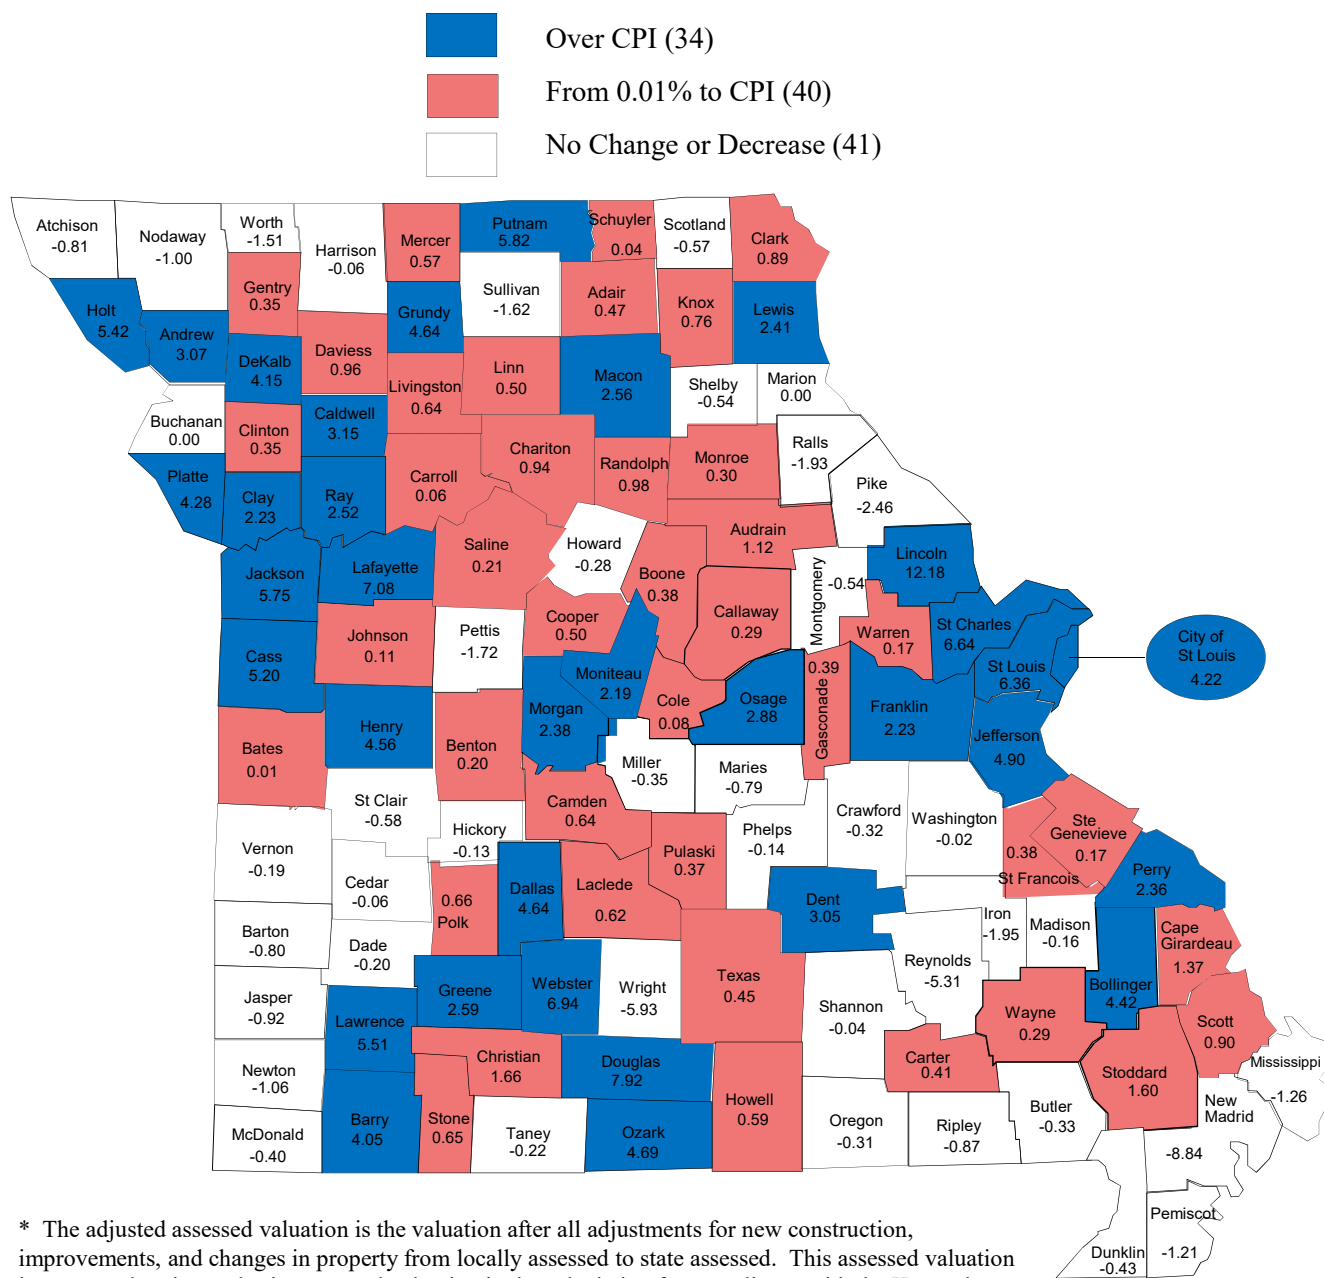 Over CPI (34)
From 0.01% to CPI (40)
No Change or Decrease (41)
Atchison
-0.81
Nodaway
-1.00
Worth
-1.51
Harrison
-0.06
Mercer
0.57
Putnam
5.82
Schuyler
0.04
Scotland
-0.57
Clark
0.89
Holt
5.42
Andrew
3.07
Gentry
0.35
DeKalb
4.15
Daviess
0.96
Grundy
4.64
Sullivan
-1.62
Adair
0.47
Knox
0.76
Lewis
2.41
Buchanan
0.00
Clinton
0.35
Caldwell
3.15
Livingston
0.64
Linn
0.50
Macon
2.56
Shelby
-0.54
Marion
0.00
Platte
4.28
Clay
2.23
Ray
2.52
Carroll
0.06
Chariton
0.94
Randolph
0.98
Monroe
0.30
Ralls
-1.93
Pike
-2.46
Jackson
5.75
Lafayette
7.08
Saline
0.21
Howard
-0.28
Boone
0.38
Audrain
1.12
Callaway
0.29
Montgomery
-0.54
Lincoln
12.18
Warren
0.17
St Charles
6.64
St Louis
6.36
City of
St Louis
4.22
Cass
5.20
Johnson
0.11
Pettis
-1.72
Cooper
0.50
Moniteau
2.19
Morgan
2.38
Cole
0.08
Osage
2.88
0.39
Gasconade
Franklin
2.23
Jefferson
4.90
Bates
0.01
Henry
4.56
Benton
0.20
Miller
-0.35
Maries
-0.79
Camden
0.64
St Clair
-0.58
Hickory
-0.13
Pulaski
0.37
Phelps
-0.14
Crawford
-0.32
Washington
-0.02
0.38
St Francois
Ste
Genevieve
0.17
Perry
2.36
Vernon
-0.19
Cedar
-0.06
0.66
Polk
Dallas
4.64
Laclede
0.62
Dent
3.05
Iron
-1.95
Madison
-0.16
Cape
Girardeau
1.37
Bollinger
4.42
Barton
-0.80
Dade
-0.20
Greene
2.59
Webster
6.94
Wright
-5.93
Texas
0.45
Reynolds
-5.31
Shannon
-0.04
Wayne
0.29
Scott
0.90
Jasper
-0.92
Lawrence
5.51
Christian
1.66
Douglas
7.92
Howell
0.59
Carter
0.41
Stoddard
1.60
Mississippi
-1.26
New
Madrid
-8.84
Newton
-1.06
McDonald
-0.40
Barry
4.05
Stone
0.65
Taney
-0.22
Ozark
4.69
Oregon
-0.31
Ripley
-0.87
Butler
-0.33
Dunklin
-0.43
Pemiscot
-1.21
* The adjusted assessed valuation is the valuation after all adjustments for new construction,
improvements, and changes in property from locally assessed to state assessed. This assessed valuation